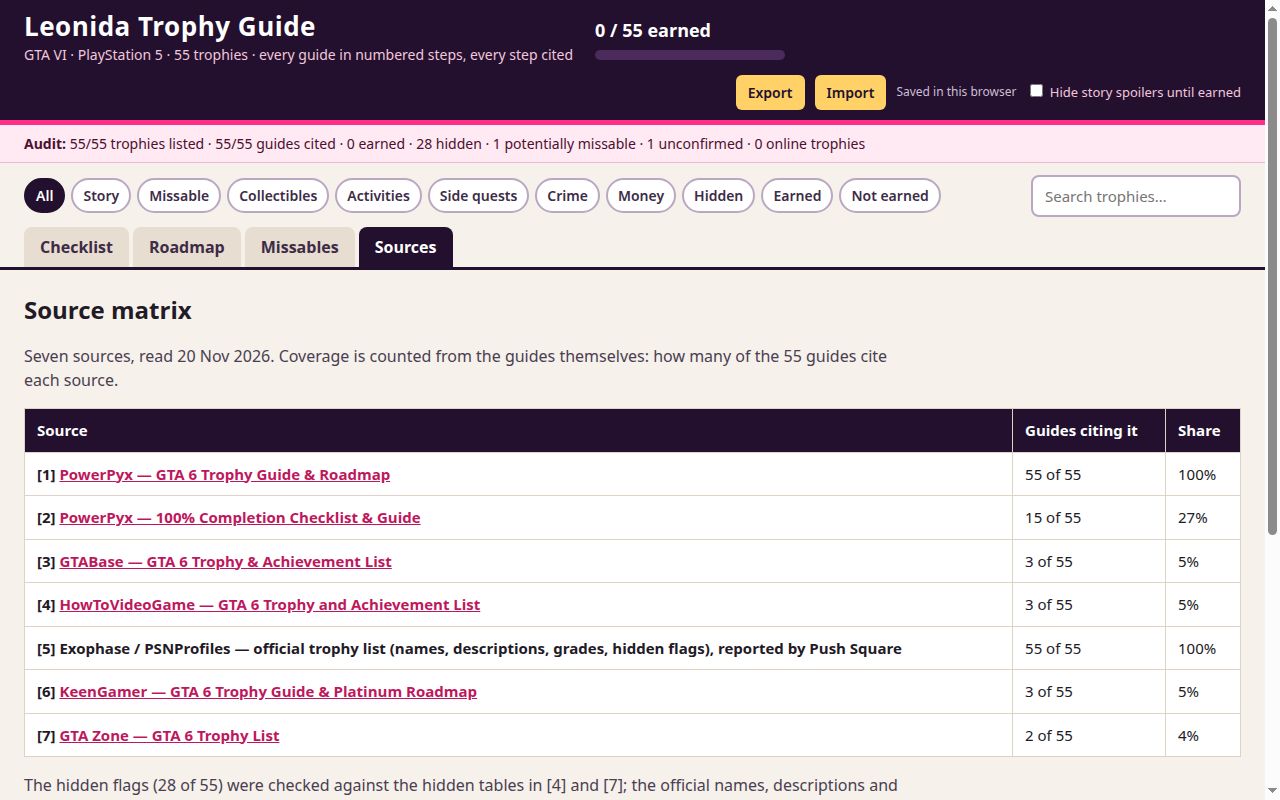 Leonida Trophy Guide
GTA VI · PlayStation 5 · 55 trophies · every guide in numbered steps, every step cited
0 / 55 earned
Export
Import
Saved in this browser
Hide story spoilers until earned
Audit: 55/55 trophies listed · 55/55 guides cited · 0 earned · 28 hidden · 1 potentially missable · 1 unconfirmed · 0 online trophies
All
Story
Missable
Collectibles
Activities
Side quests
Crime
Money
Hidden
Earned
Not earned
Search trophies...
Checklist
Roadmap
Missables
Sources
Source matrix
Seven sources, read 20 Nov 2026. Coverage is counted from the guides themselves: how many of the 55 guides cite
each source.
Source Guides citing it Share
[1] PowerPyx — GTA 6 Trophy Guide & Roadmap 55 of 55 100%
[2] PowerPyx — 100% Completion Checklist & Guide 15 of 55 27%
[3] GTABase — GTA 6 Trophy & Achievement List 3 of 55 5%
[4] HowToVideoGame — GTA 6 Trophy and Achievement List 3 of 55 5%
[5] Exophase / PSNProfiles — official trophy list (names, descriptions, grades, hidden flags), reported by Push Square 55 of 55 100%
[6] KeenGamer — GTA 6 Trophy Guide & Platinum Roadmap 3 of 55 5%
[7] GTA Zone — GTA 6 Trophy List 2 of 55 4%
The hidden flags (28 of 55) were checked against the hidden tables in [4] and [7]; the official names, descriptions and